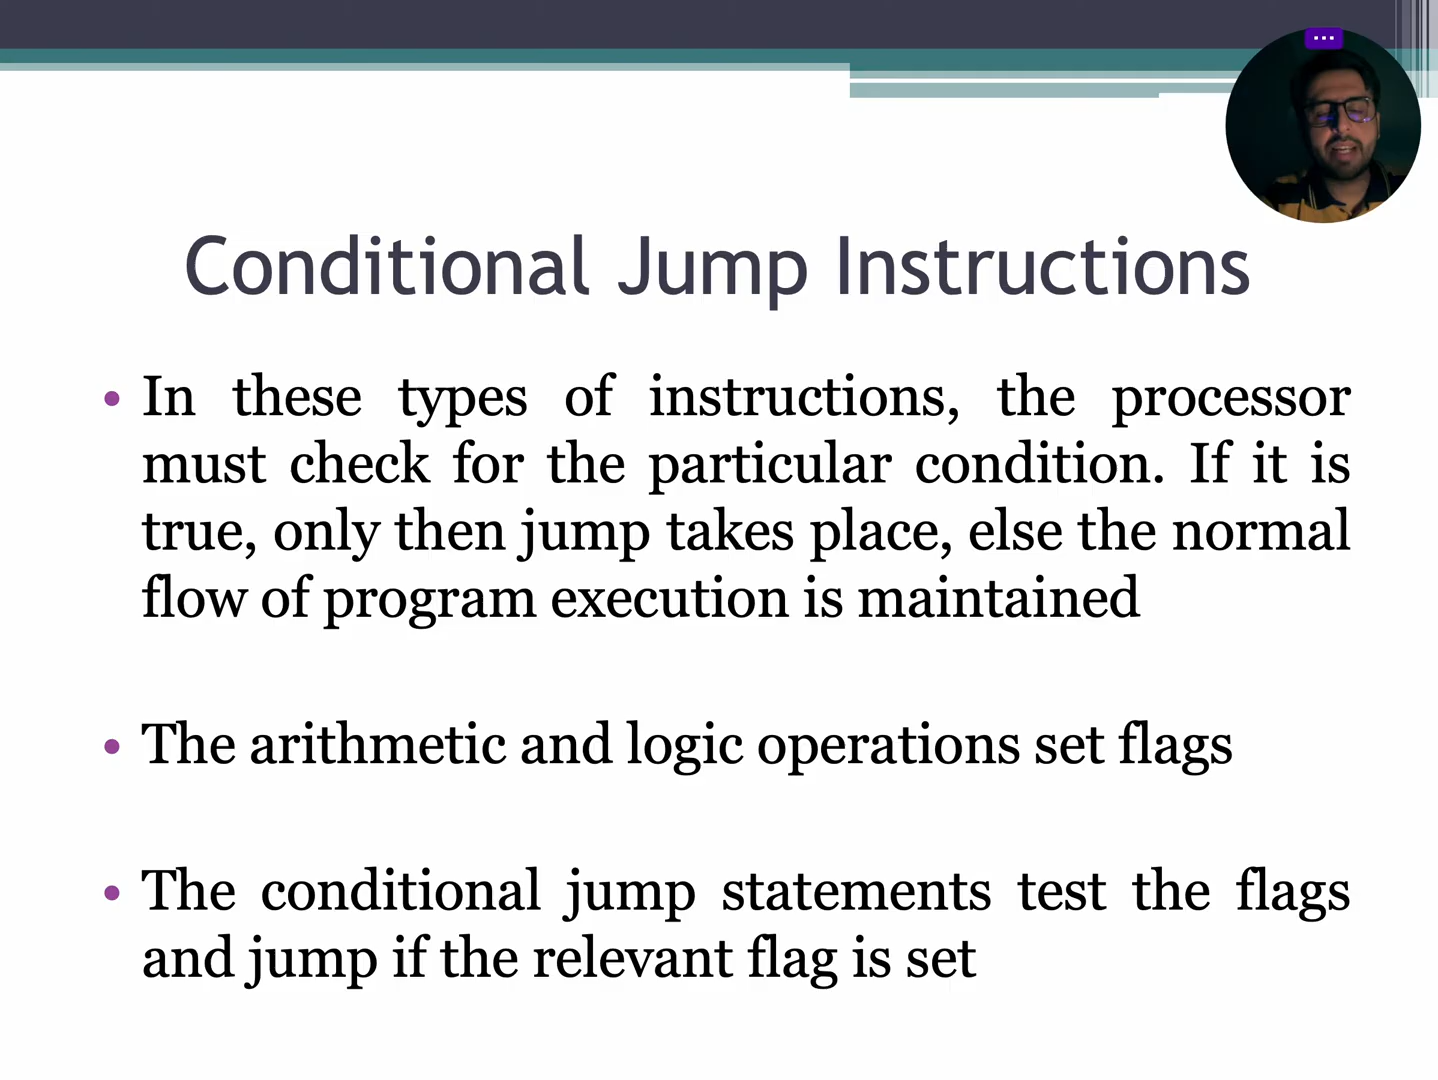 Conditional Jump Instructions
• In these types of instructions, the processor
must check for the particular condition. If it is
true, only then jump takes place, else the normal
flow of program execution is maintained
• The arithmetic and logic operations set flags
• The conditional jump statements test the flags
and jump if the relevant flag is set